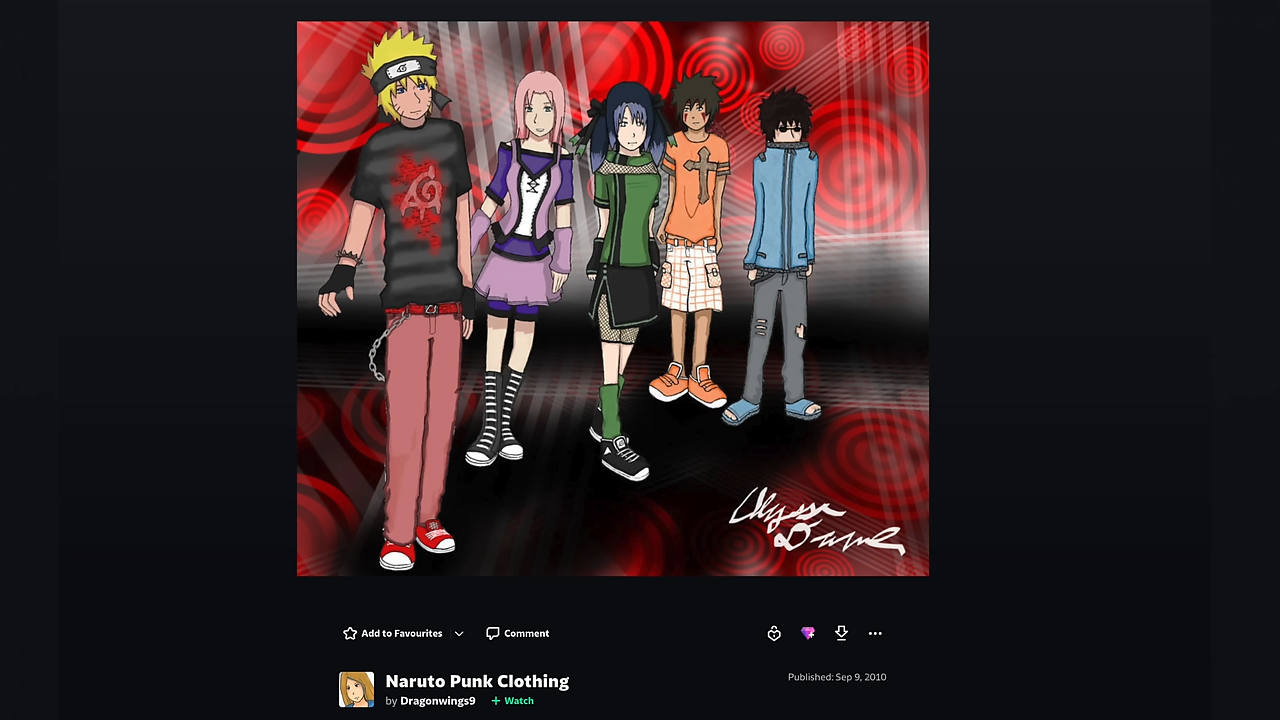 Add to Favourites
Comment
Naruto Punk Clothing
by Dragonwings9
+ Watch
Published: Sep 9, 2010